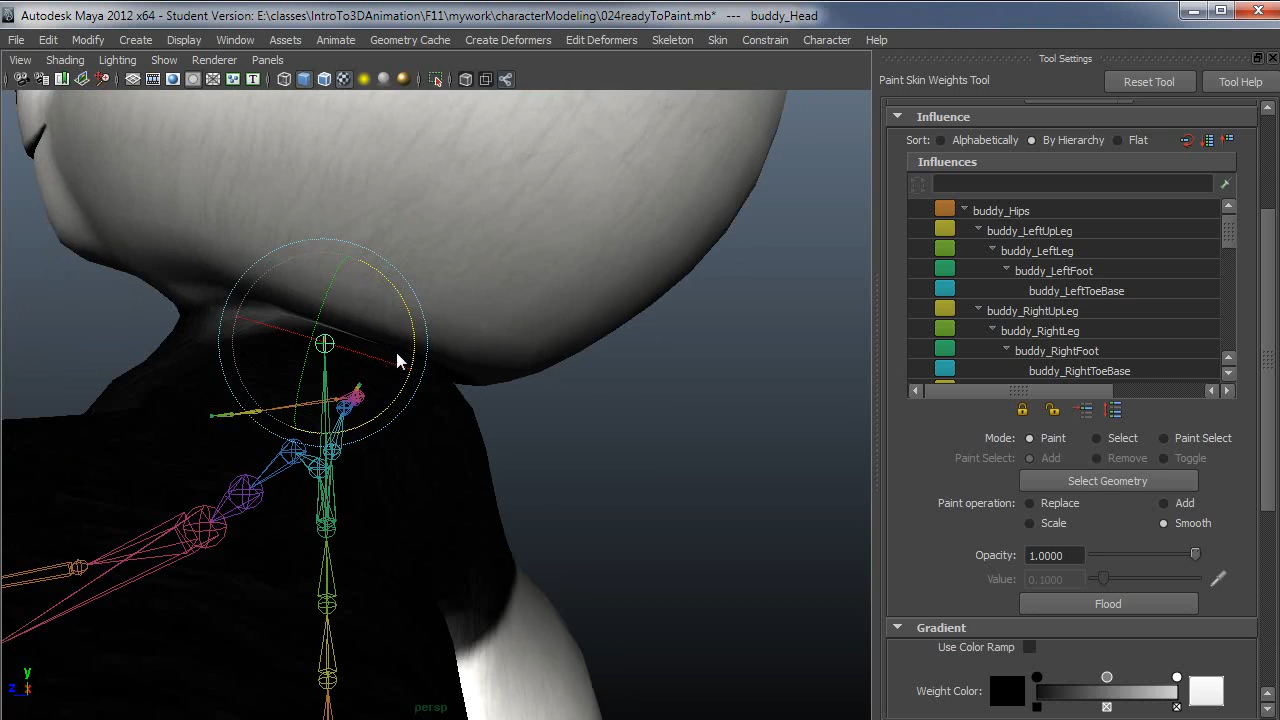 Autodesk Maya 2012 x64 - Student Version: E:\classes\IntroTo3DAnimation\F11\mywork\characterModeling\024readyToPaint.mb* --- buddy_Head
File Edit Modify Create Display Window Assets Animate Geometry Cache Create Deformers Edit Deformers Skeleton Skin Constrain Character Help
View Shading Lighting Show Renderer Panels
Tool Settings
Paint Skin Weights Tool Reset Tool Tool Help
Influence
Sort: Alphabetically By Hierarchy Flat
Influences
buddy_Hips
buddy_LeftUpLeg
buddy_LeftLeg
buddy_LeftFoot
buddy_LeftToeBase
buddy_RightUpLeg
buddy_RightLeg
buddy_RightFoot
buddy_RightToeBase
Mode: Paint Select Paint Select
Paint Select: Add Remove Toggle
Select Geometry
Paint operation: Replace Add
Scale Smooth
Opacity: 1.0000
Value: 0.1000
Flood
Gradient
Use Color Ramp
Weight Color:
y
z x
persp